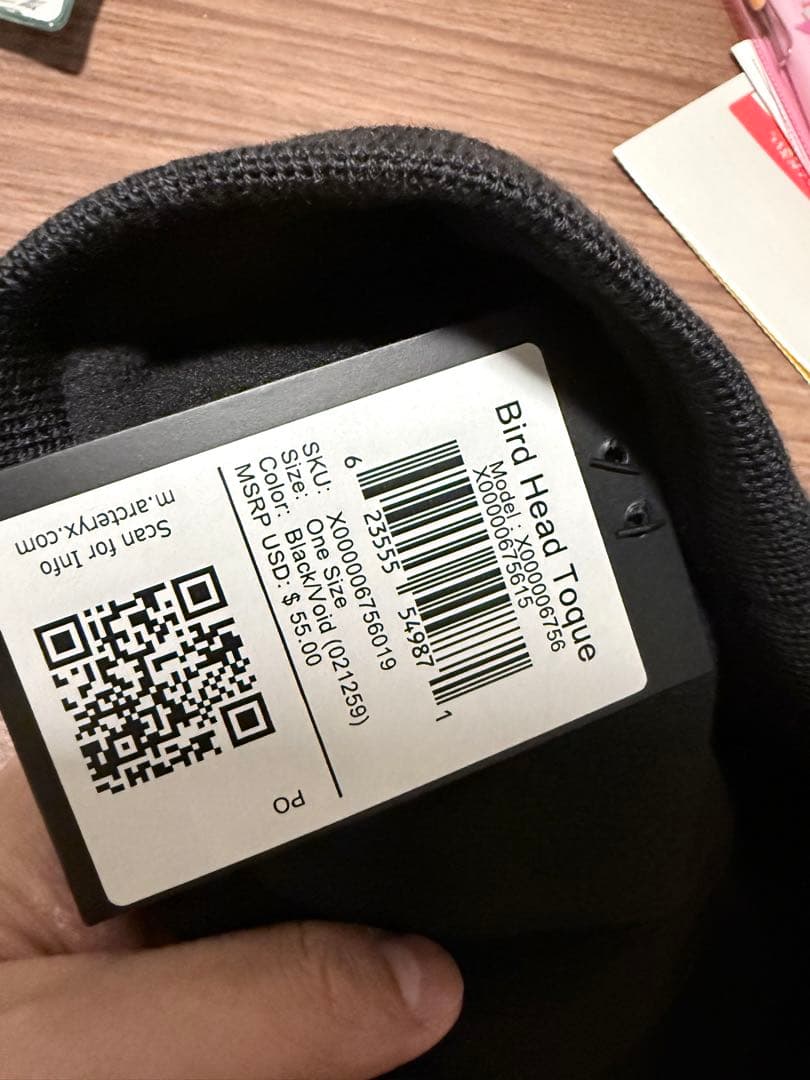 Bird Head Toque
Model : X000006756
X00000675615
6 23555 54987 1
SKU: X000006756019
Size: One Size
Color: Black/Void (021259)
MSRP USD: $ 55.00
Scan for Info
m.arcteryx.com
PO